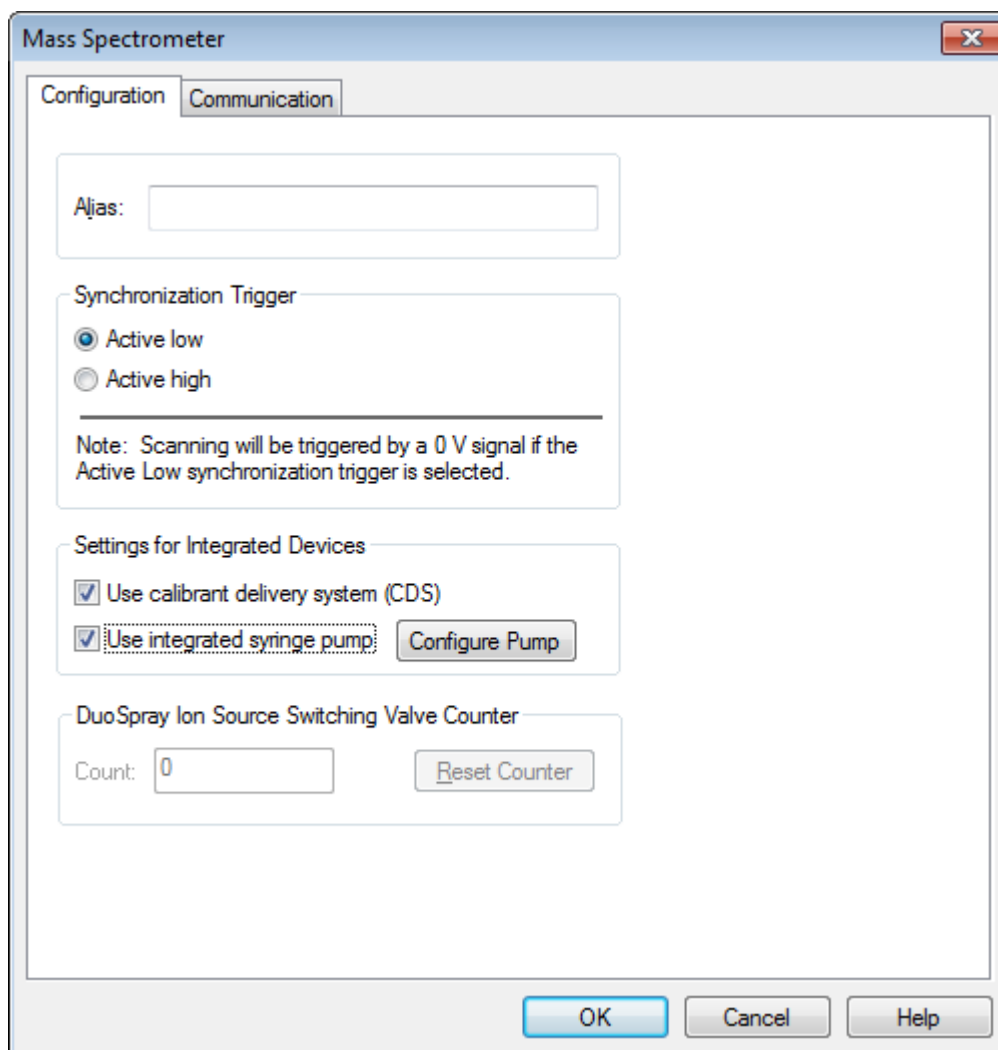 Mass Spectrometer
Configuration
Communication
Alias:
Synchronization Trigger
Active low
Active high
Note: Scanning will be triggered by a 0 V signal if the
Active Low synchronization trigger is selected.
Settings for Integrated Devices
Use calibrant delivery system (CDS)
Use integrated syringe pump
Configure Pump
DuoSpray Ion Source Switching Valve Counter
Count:
0
Reset Counter
OK
Cancel
Help